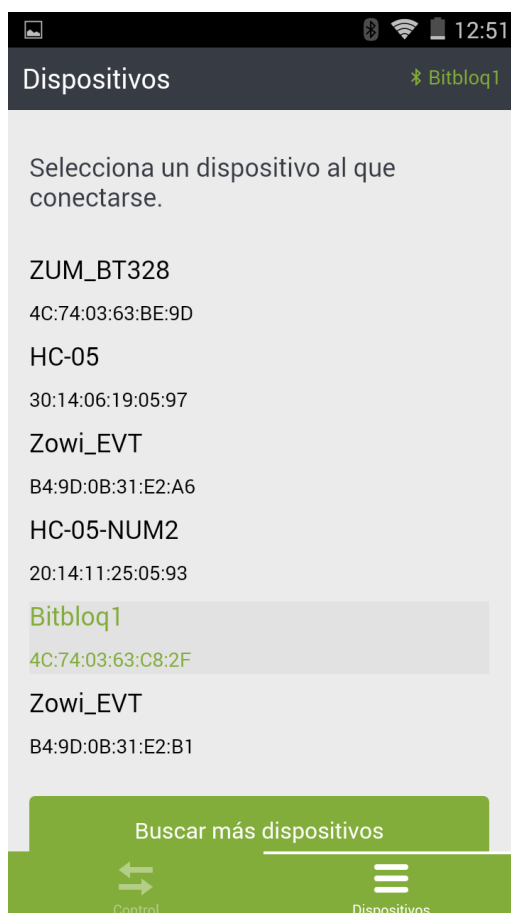 12:51
Dispositivos
Bitbloq1
Selecciona un dispositivo al que
conectarse.
ZUM_BT328
4C:74:03:63:BE:9D
HC-05
30:14:06:19:05:97
Zowi_EVT
B4:9D:0B:31:E2:A6
HC-05-NUM2
20:14:11:25:05:93
Bitbloq1
4C:74:03:63:C8:2F
Zowi_EVT
B4:9D:0B:31:E2:B1
Buscar más dispositivos
Control
Dispositivos